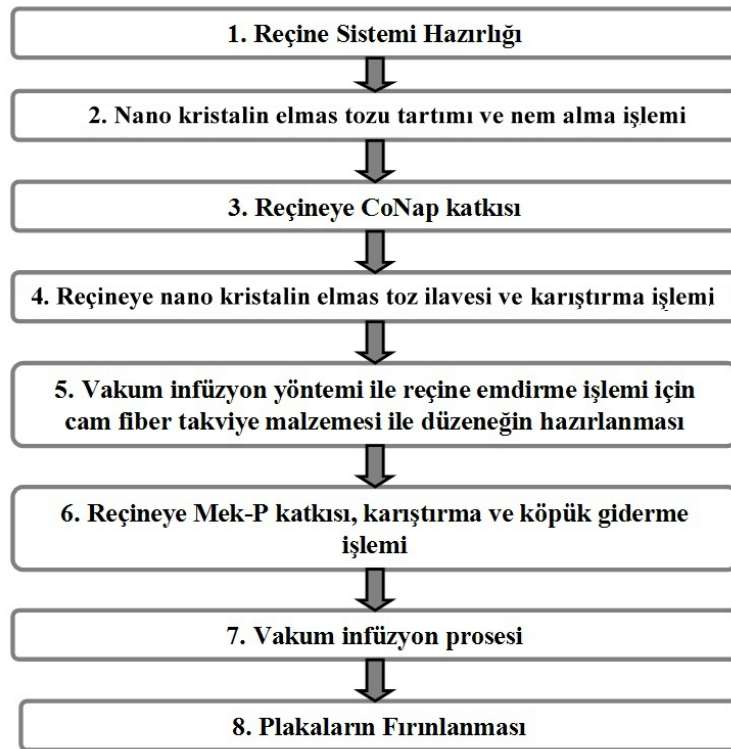 1. Reçine Sistemi Hazırlığı
2. Nano kristalin elmas tozu tartımı ve nem alma işlemi
3. Reçineye CoNap katkısı
4. Reçineye nano kristalin elmas toz ilavesi ve karıştırma işlemi
5. Vakum infüzyon yöntemi ile reçine emdirme işlemi için
cam fiber takviye malzemesi ile düzeneğin hazırlanması
6. Reçineye Mek-P katkısı, karıştırma ve köpük giderme
işlemi
7. Vakum infüzyon prosesi
8. Plakaların Fırınlanması